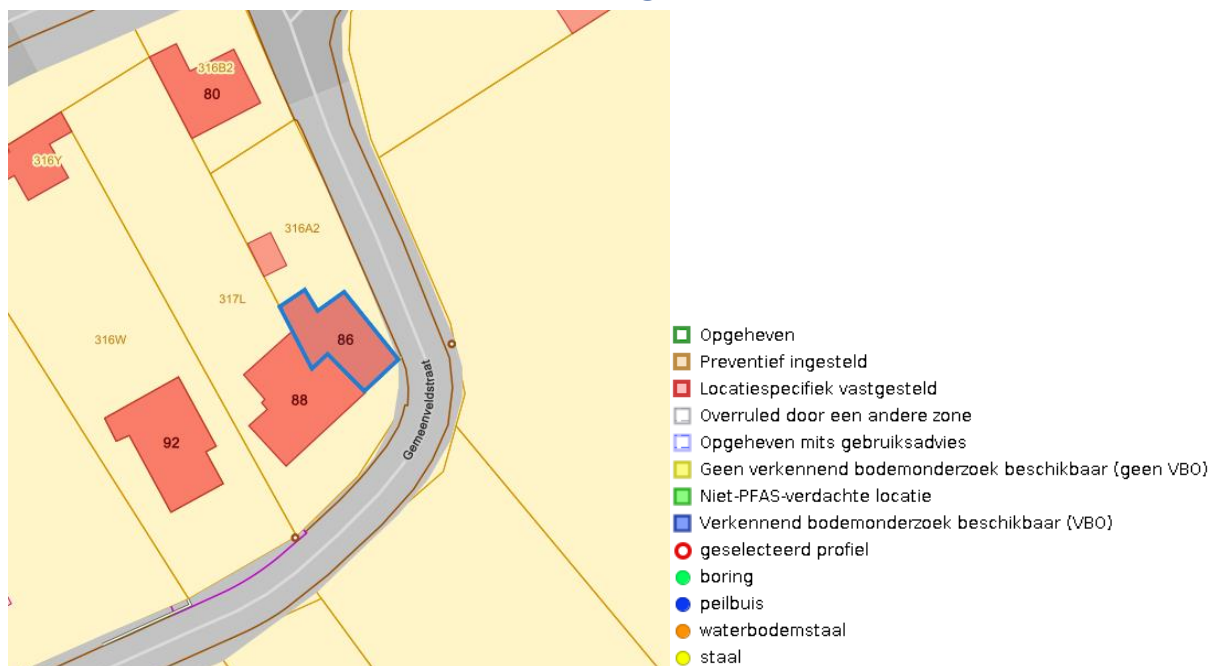 316B2
80
316Y
316A2
317L
86
316W
88
92
Gemeenveldstraat
Opgeheven
Preventief ingesteld
Locatiespecifiek vastgesteld
Overruled door een andere zone
Opgeheven mits gebruiksadvies
Geen verkennend bodemonderzoek beschikbaar (geen VBO)
Niet-PFAS-verdachte locatie
Verkennend bodemonderzoek beschikbaar (VBO)
geselecteerd profiel
boring
peilbuis
waterbodemstaal
staal